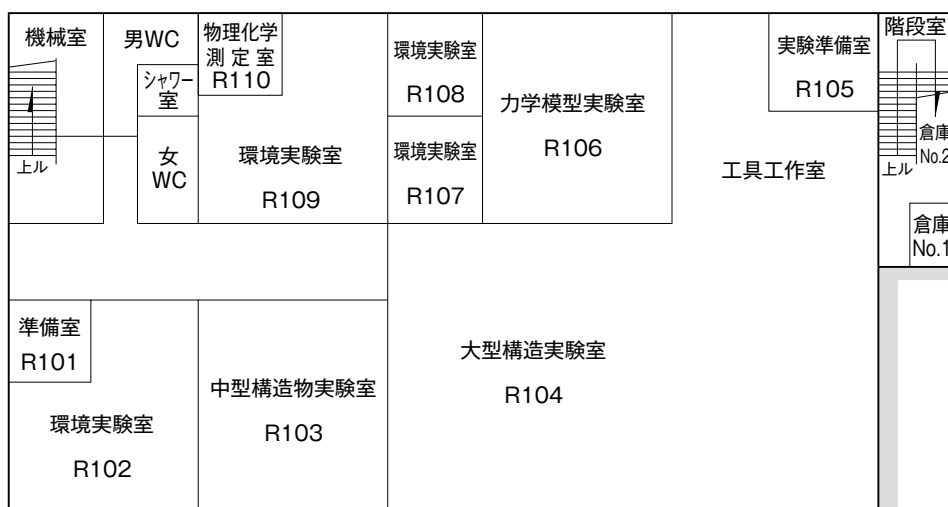 機械室
上ル
男WC
シャワー
室
女
WC
物理化学
測定室
R110
環境実験室
R109
環境実験室
R108
環境実験室
R107
力学模型実験室
R106
実験準備室
R105
工具工作室
階段室
上ル
倉庫
No.2
倉庫
No.1
準備室
R101
環境実験室
R102
中型構造物実験室
R103
大型構造実験室
R104